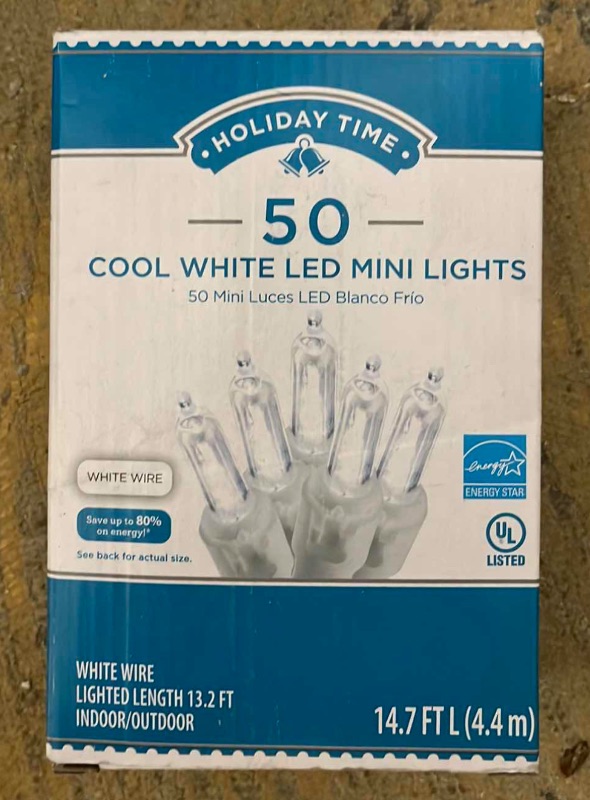 HOLIDAY TIME
50
COOL WHITE LED MINI LIGHTS
50 Mini Luces LED Blanco Frío
WHITE WIRE
Save up to 80%
on energy!*
See back for actual size.
energy
ENERGY STAR
UL
LISTED
WHITE WIRE
LIGHTED LENGTH 13.2 FT
INDOOR/OUTDOOR
14.7 FT L (4.4 m)